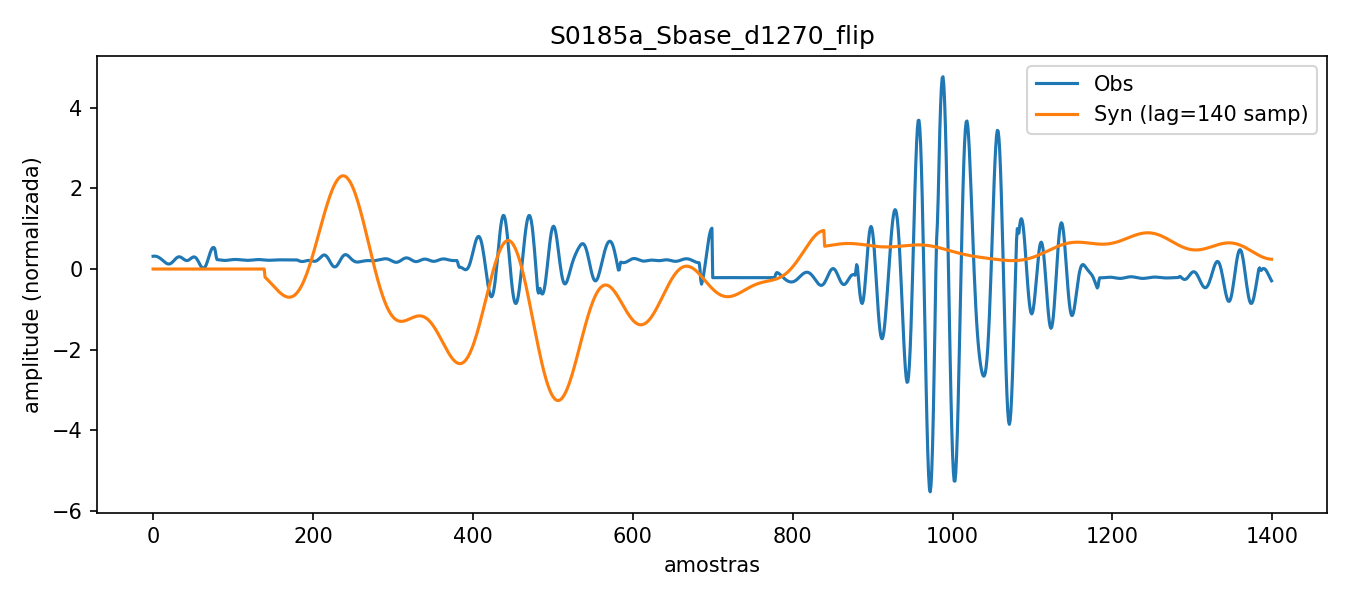 S0185a_Sbase_d1270_flip
Obs
Syn (lag=140 samp)
amplitude (normalizada)
4
2
0
−2
−4
−6
0 200 400 600 800 1000 1200 1400
amostras